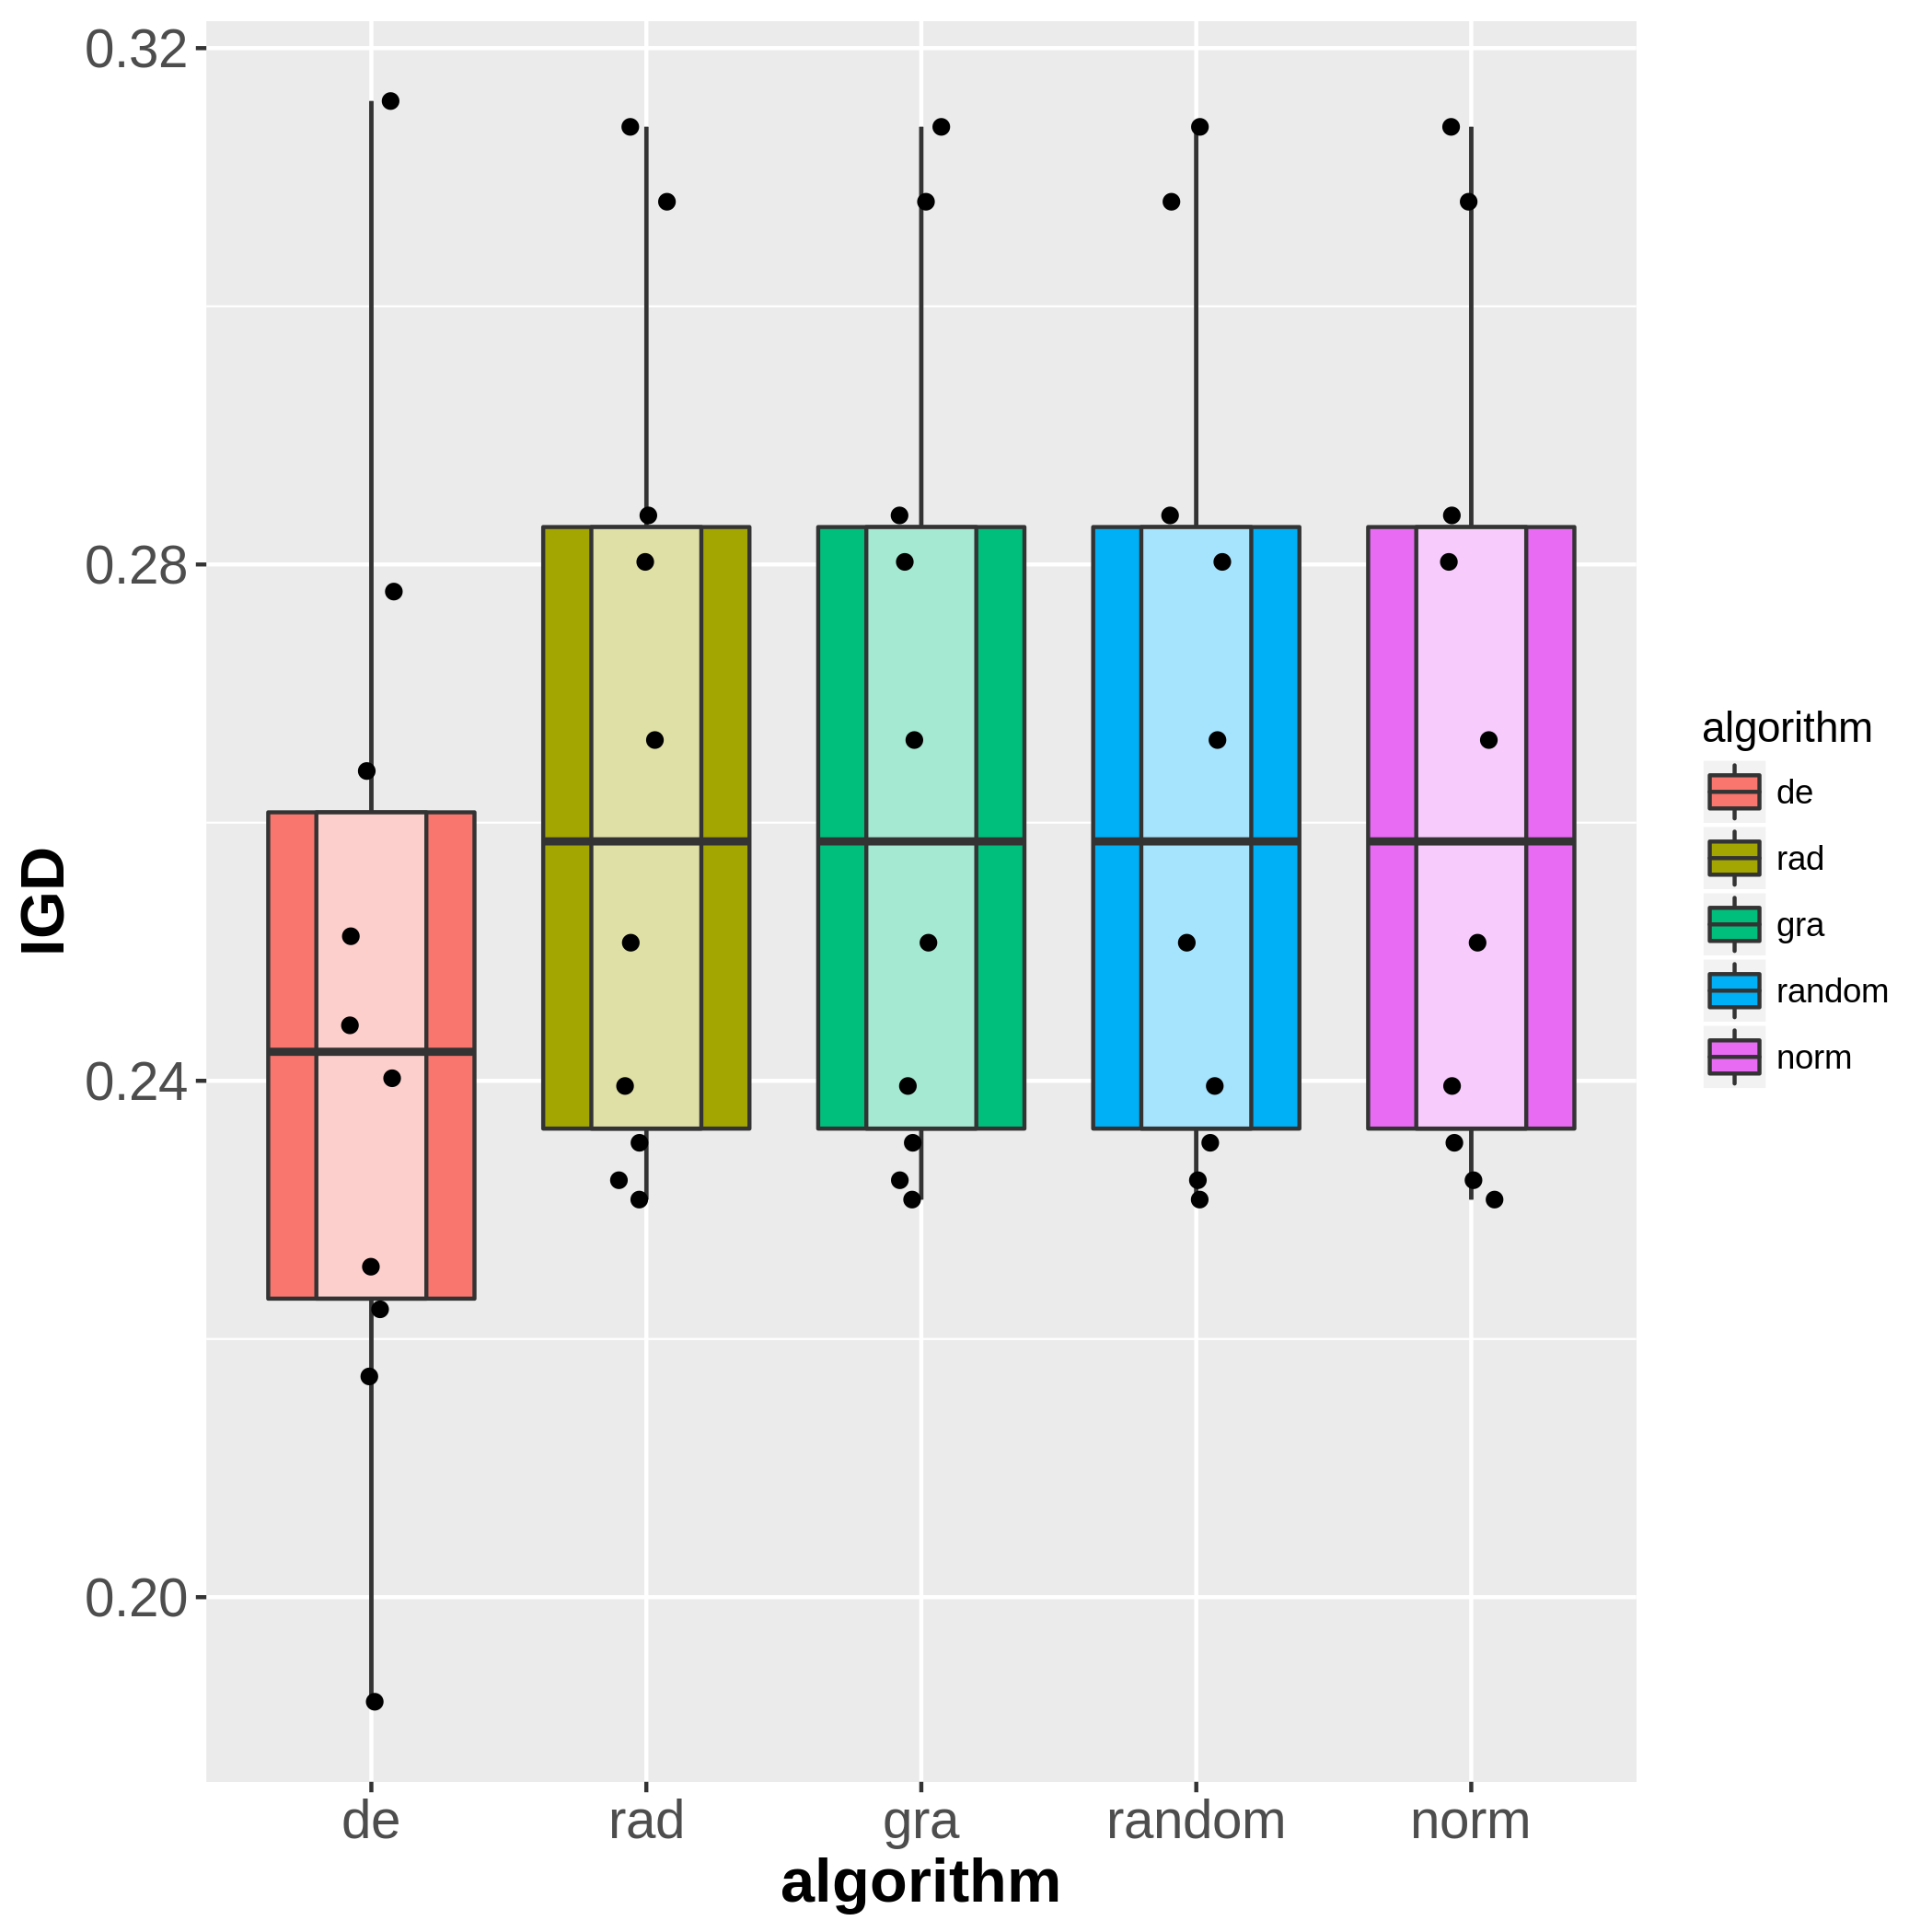 0.32
0.28
0.24
0.20
IGD
de
rad
gra
random
norm
algorithm
algorithm
de
rad
gra
random
norm